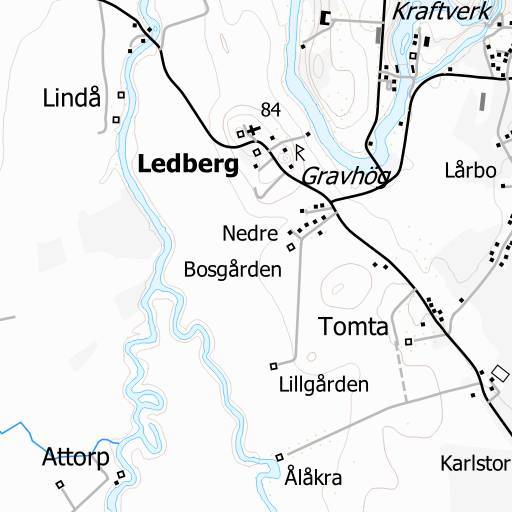 Kraftverk
Lindå
84
Ledberg
Gravhög
Lårbo
Nedre
Bosgården
Tomta
Lillgården
Attorp
Ålåkra
Karlstor